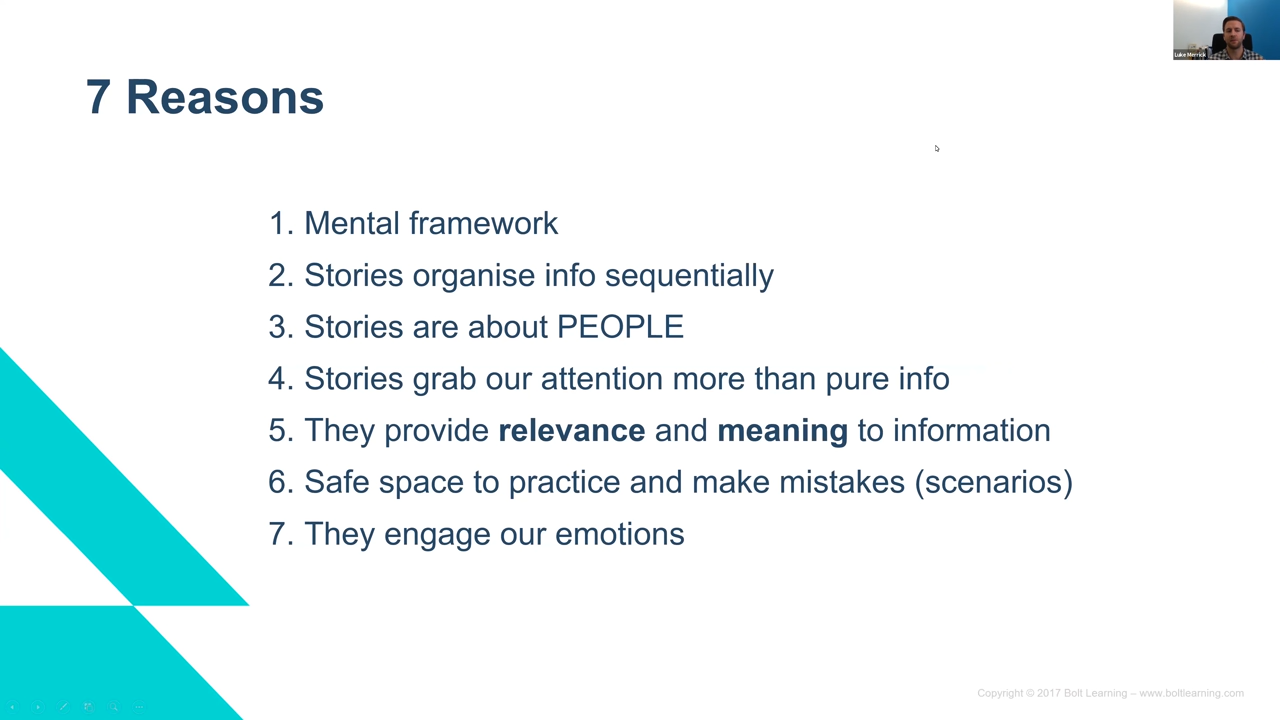 Luke Merrick
7 Reasons
1. Mental framework
2. Stories organise info sequentially
3. Stories are about PEOPLE
4. Stories grab our attention more than pure info
5. They provide relevance and meaning to information
6. Safe space to practice and make mistakes (scenarios)
7. They engage our emotions
Copyright © 2017 Bolt Learning – www.boltlearning.com